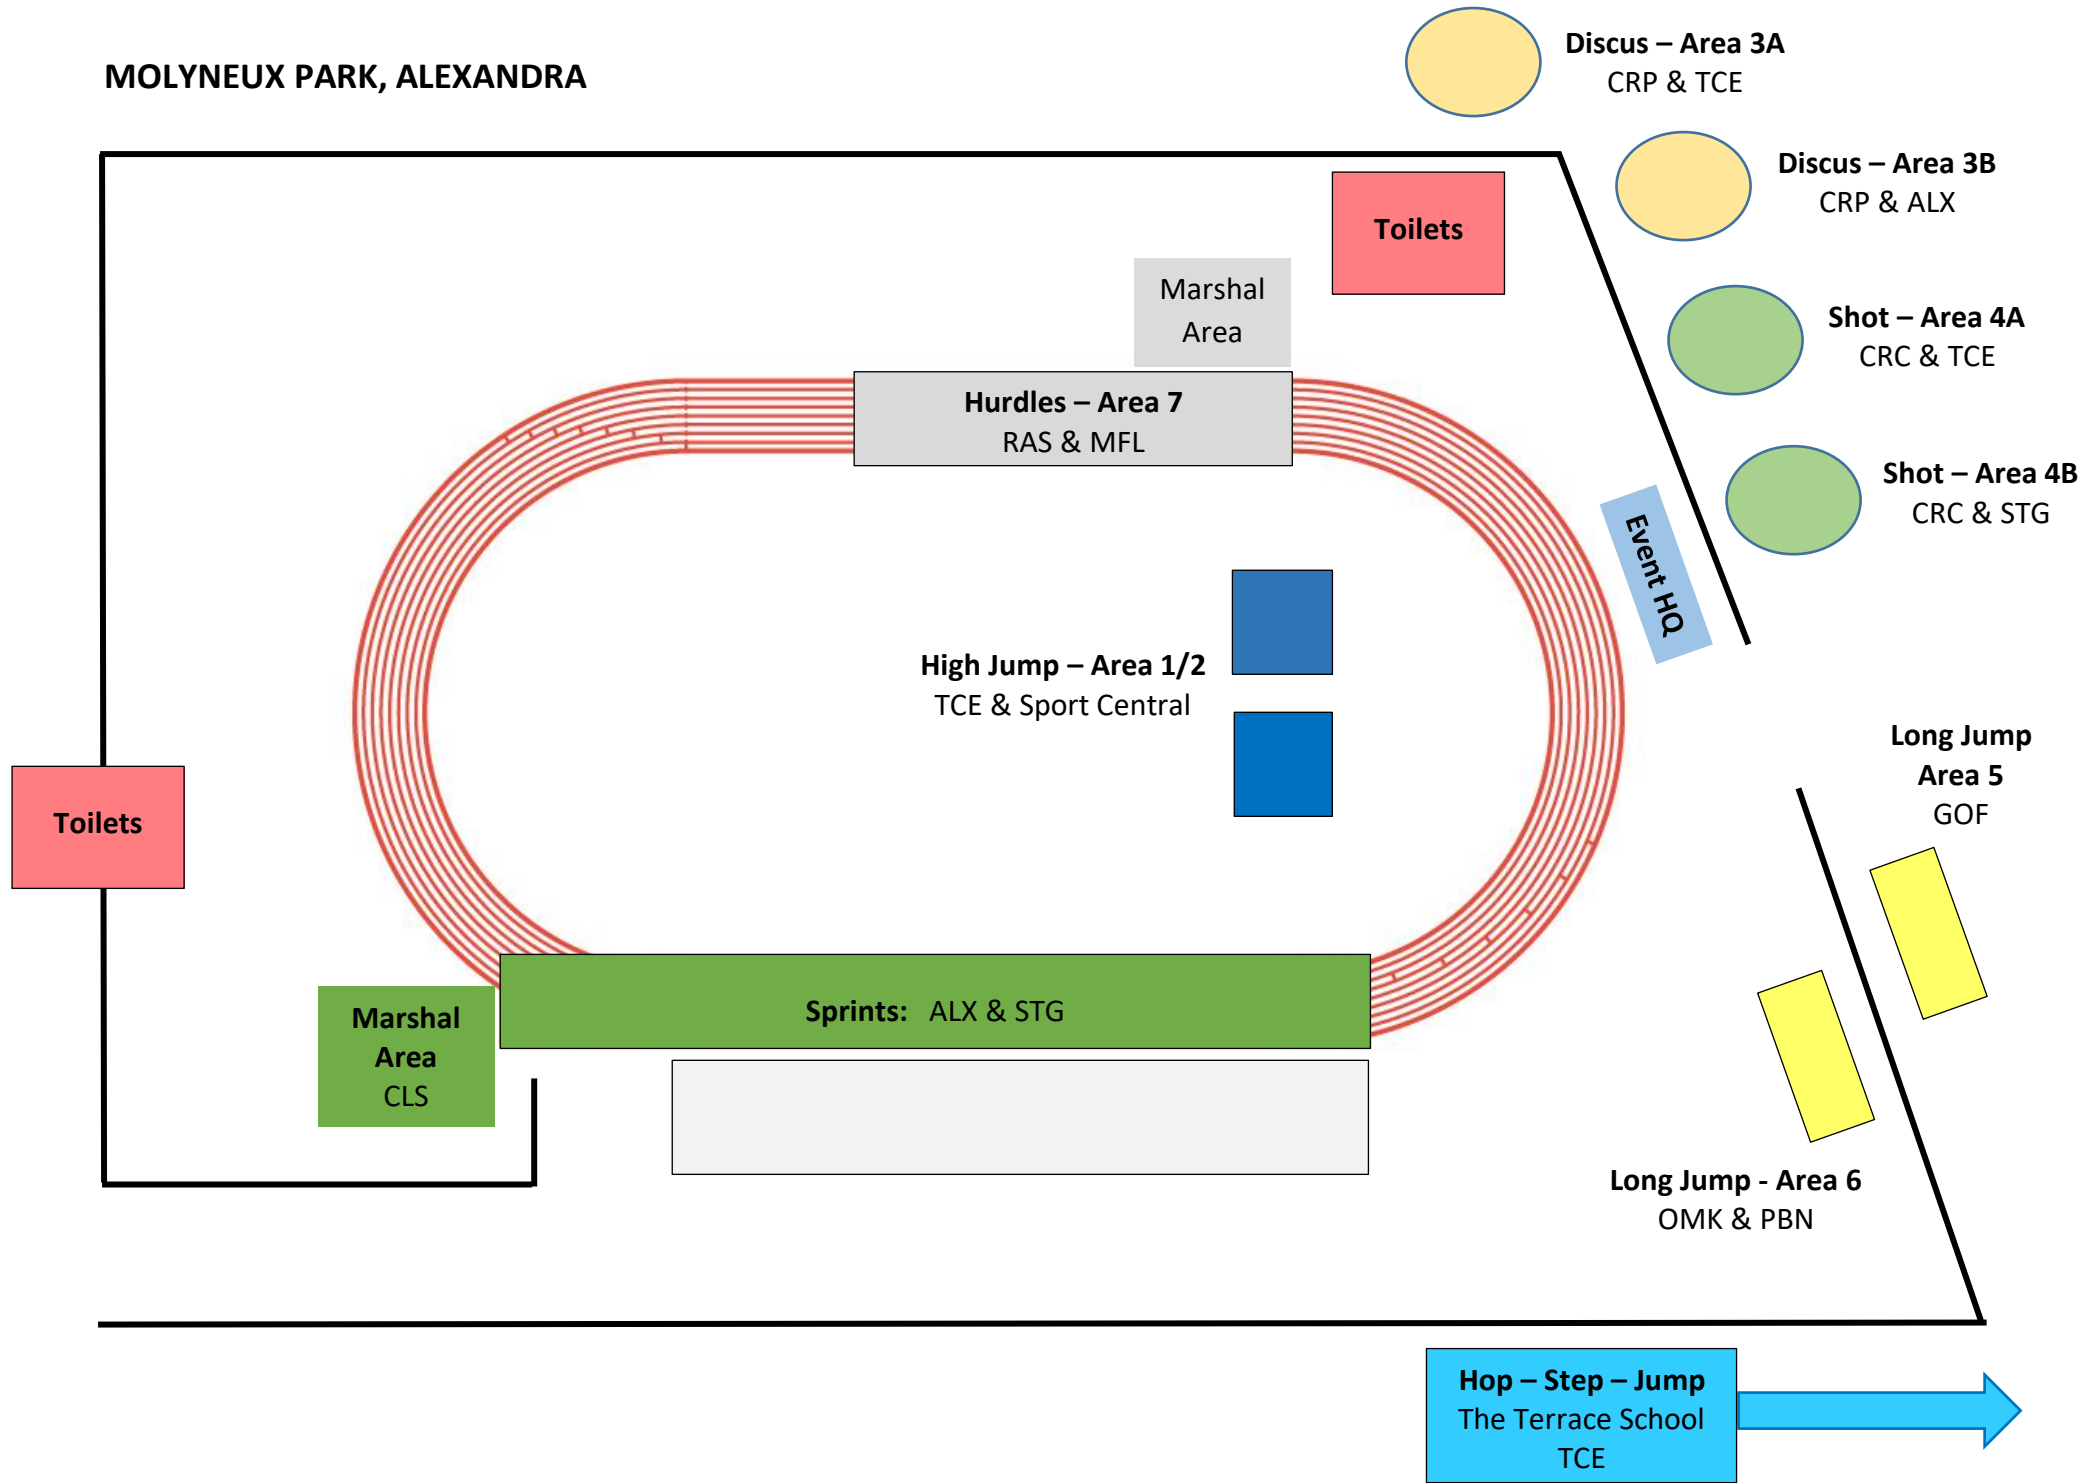 MOLYNEUX PARK, ALEXANDRA
Discus – Area 3A
CRP & TCE
Discus – Area 3B
CRP & ALX
Toilets
Marshal
Area
Shot – Area 4A
CRC & TCE
Hurdles – Area 7
RAS & MFL
Shot – Area 4B
CRC & STG
Event HQ
High Jump – Area 1/2
TCE & Sport Central
Long Jump
Area 5
GOF
Toilets
Sprints: ALX & STG
Marshal
Area
CLS
Long Jump - Area 6
OMK & PBN
Hop – Step – Jump
The Terrace School
TCE